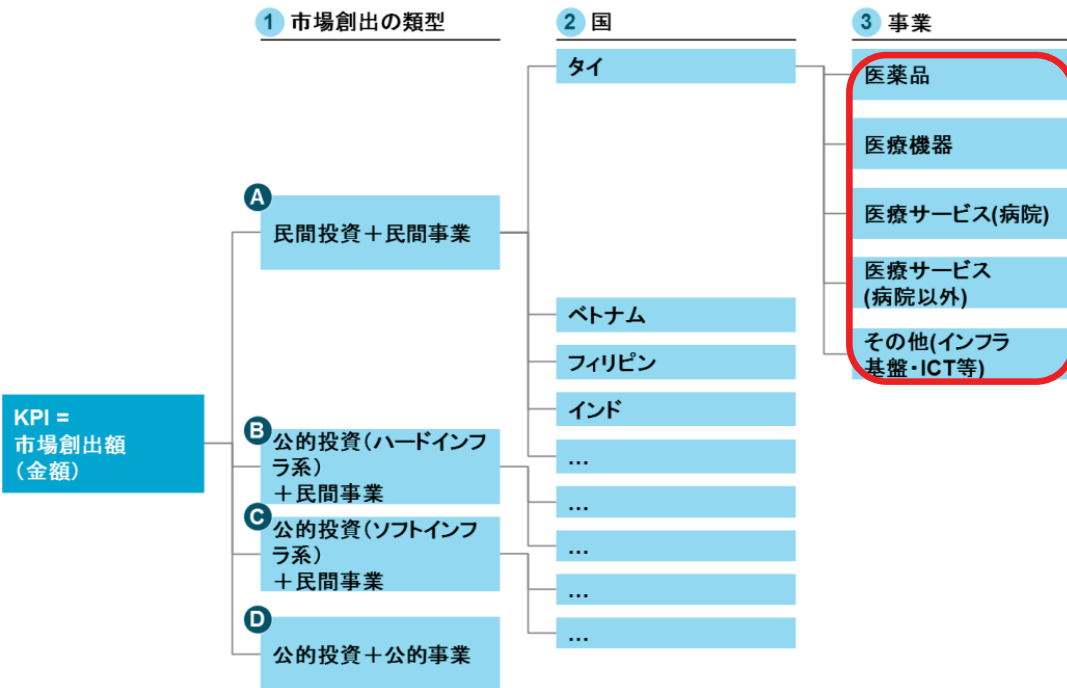 1 市場創出の類型
2 国
3 事業
KPI =
市場創出額
（金額）
A
民間投資＋民間事業
B
公的投資（ハードインフ
ラ系）
＋民間事業
C
公的投資（ソフトインフ
ラ系）
＋民間事業
D
公的投資＋公的事業
タイ
ベトナム
フィリピン
インド
...
...
...
...
...
医薬品
医療機器
医療サービス(病院)
医療サービス
(病院以外)
その他(インフラ
基盤・ICT等)